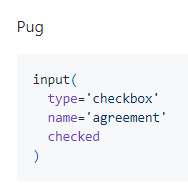 Pug
input(
  type='checkbox'
  name='agreement'
  checked
)